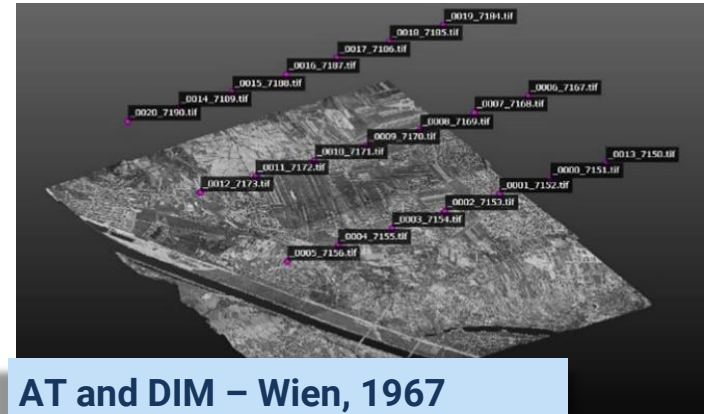 _0019_7184.tif
_0018_7185.tif
_0017_7186.tif
_0016_7187.tif
_0015_7188.tif
_0014_7189.tif
_0020_7190.tif
_0006_7167.tif
_0007_7168.tif
_0008_7169.tif
_0009_7170.tif
_0010_7171.tif
_0011_7172.tif
_0012_7173.tif
_0013_7150.tif
_0000_7151.tif
_0001_7152.tif
_0002_7153.tif
_0003_7154.tif
_0004_7155.tif
_0005_7156.tif
AT and DIM – Wien, 1967